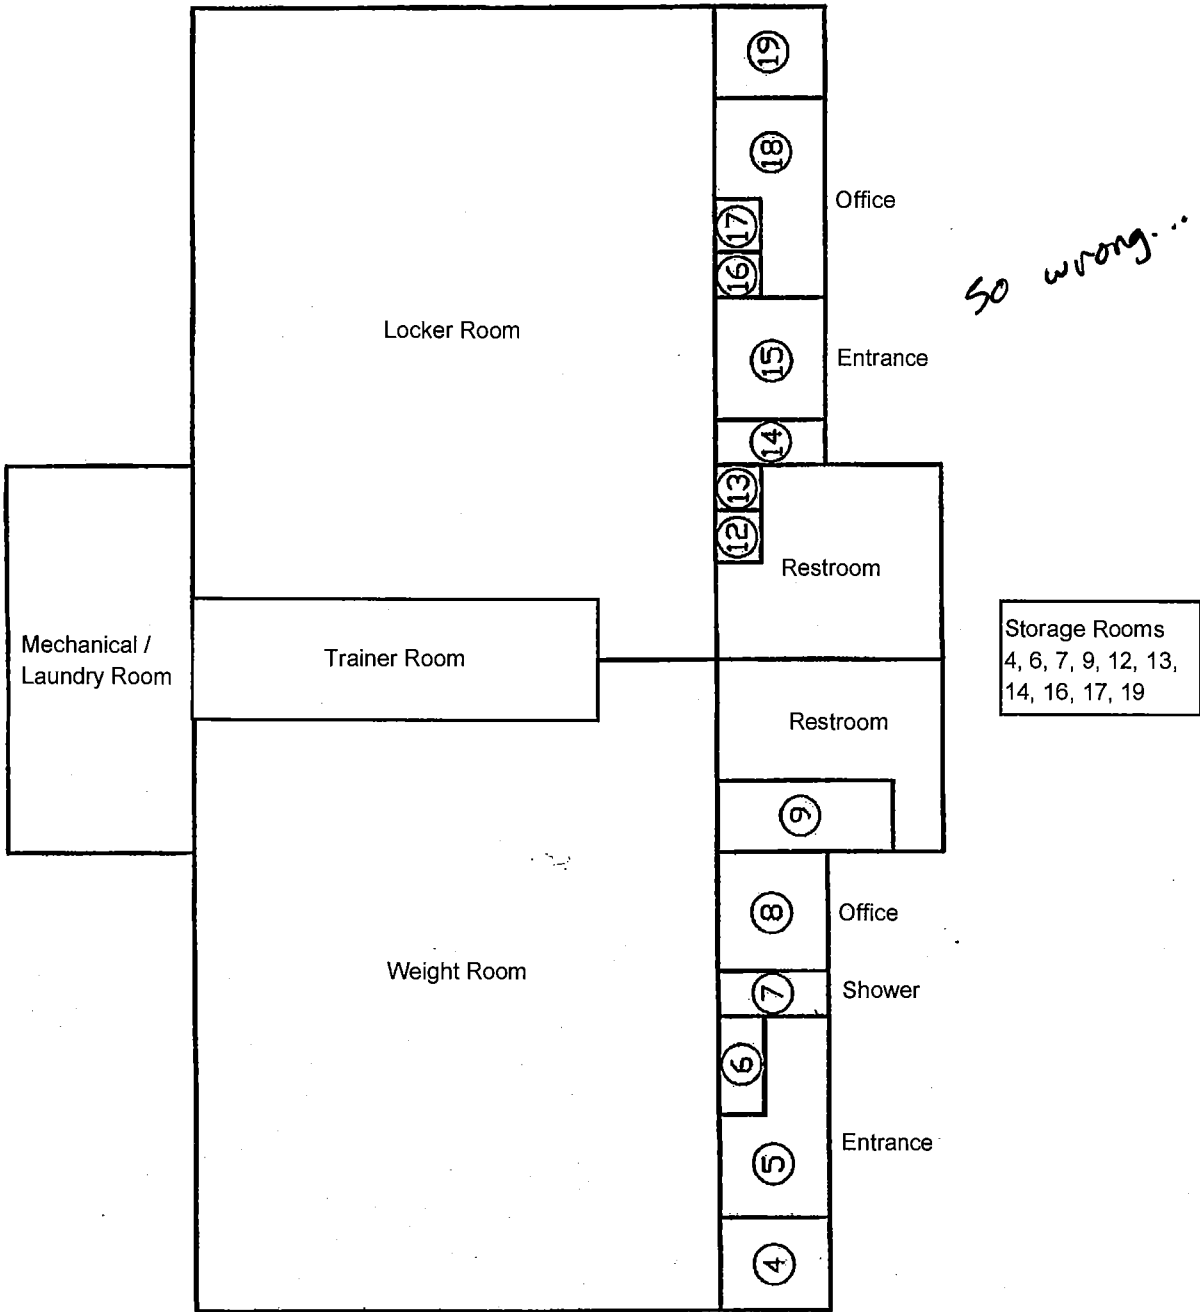 19
18
Office
17
So wrong...
16
Locker Room
15
Entrance
14
13
12
Restroom
Mechanical /
Laundry Room
Trainer Room
Storage Rooms
4, 6, 7, 9, 12, 13,
14, 16, 17, 19
Restroom
9
8
Office
Weight Room
7
Shower
6
5
Entrance
4